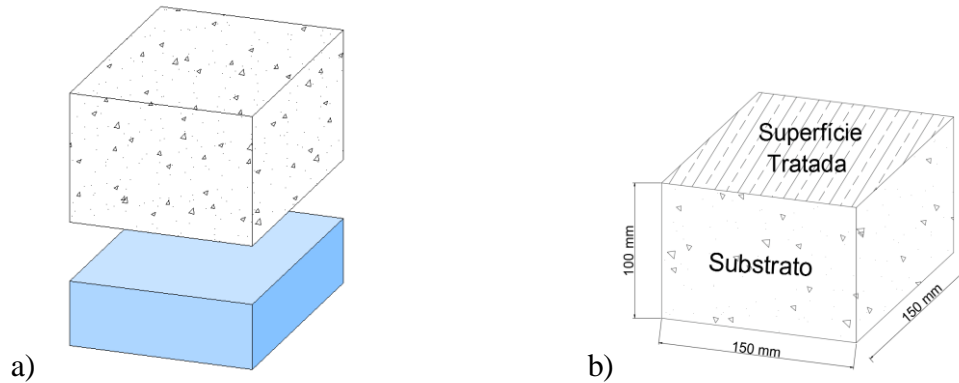 a)
b)
Superfície
Tratada
Substrato
100 mm
150 mm
150 mm